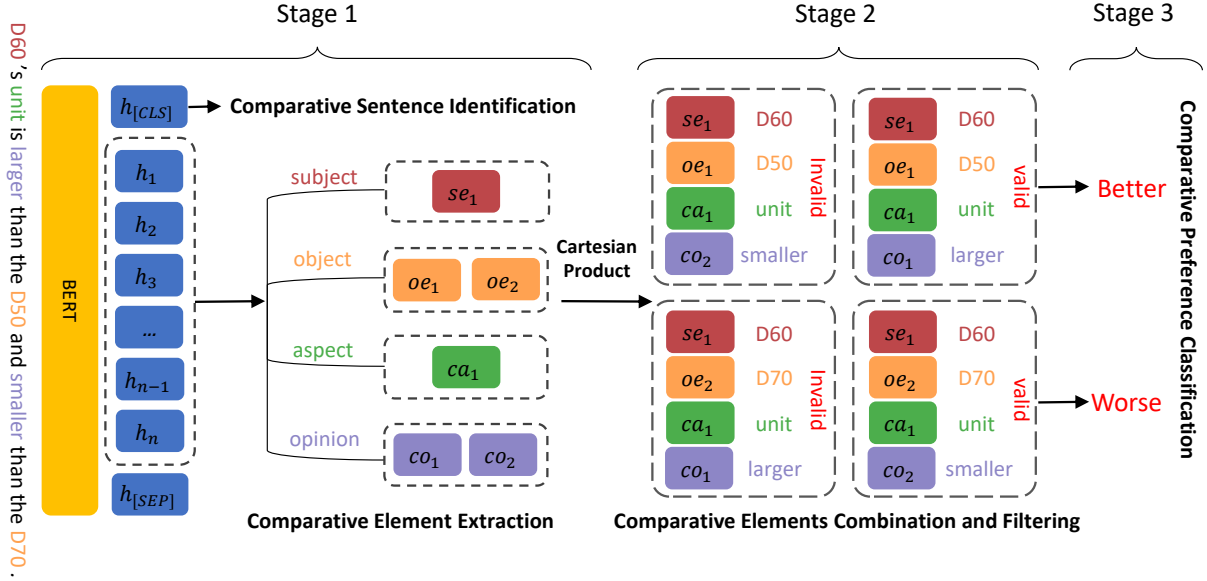 Stage 1
Stage 2
Stage 3
D60's unit is larger than the D50 and smaller than the D70.
BERT
h[CLS]
h1
h2
h3
...
hn−1
hn
h[SEP]
Comparative Sentence Identification
subject
se1
object
oe1 oe2
aspect
ca1
opinion
co1 co2
Comparative Element Extraction
Cartesian
Product
se1 D60
oe1 D50
ca1 unit
co2 smaller
Invalid
se1 D60
oe1 D50
ca1 unit
co1 larger
valid
Better
se1 D60
oe2 D70
ca1 unit
co1 larger
Invalid
se1 D60
oe2 D70
ca1 unit
co2 smaller
valid
Worse
Comparative Elements Combination and Filtering
Comparative Preference Classification